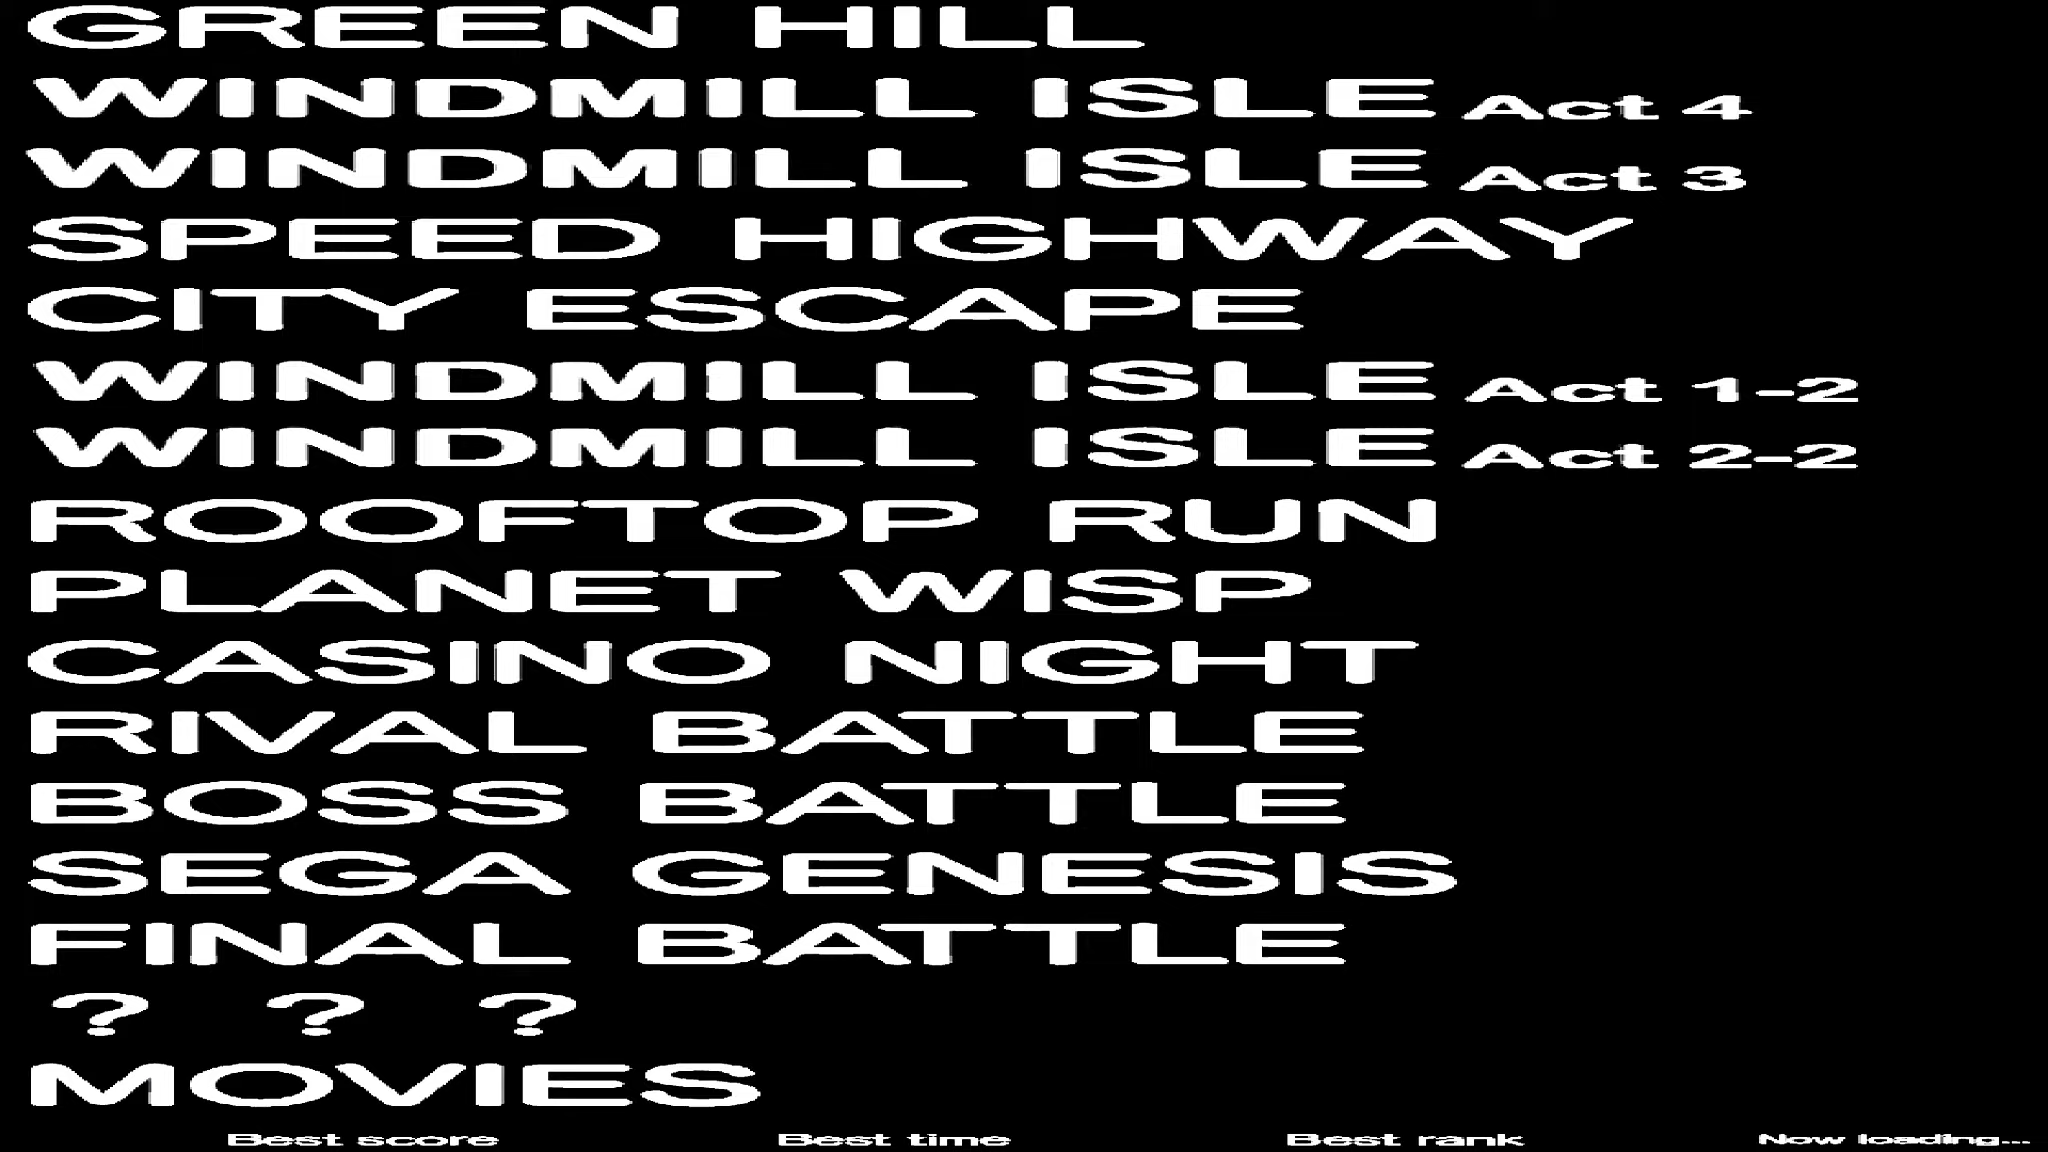 GREEN HILL
WINDMILL ISLE Act 4
WINDMILL ISLE Act 3
SPEED HIGHWAY
CITY ESCAPE
WINDMILL ISLE Act 1-2
WINDMILL ISLE Act 2-2
ROOFTOP RUN
PLANET WISP
CASINO NIGHT
RIVAL BATTLE
BOSS BATTLE
SEGA GENESIS
FINAL BATTLE
? ? ?
MOVIES
Best score Best time Best rank Now loading...